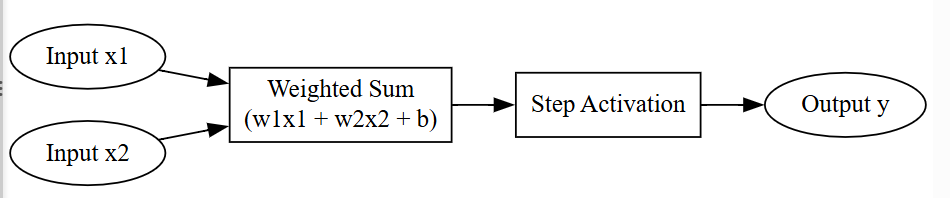 Input x1
Input x2
Weighted Sum
(w1x1 + w2x2 + b)
Step Activation
Output y